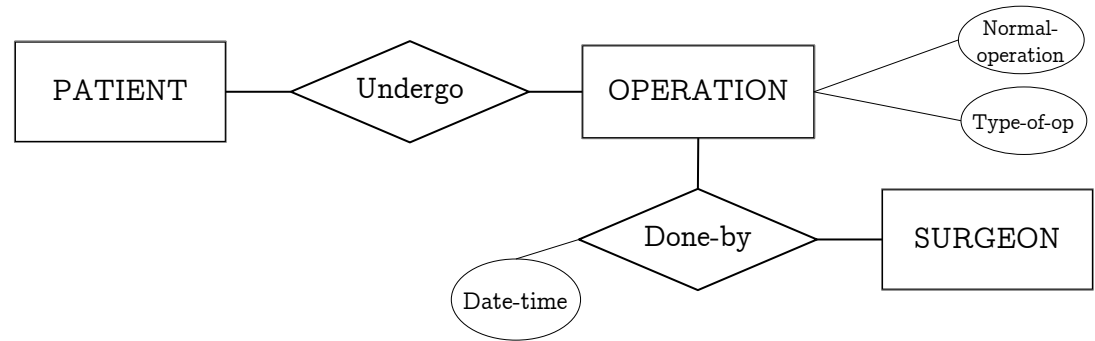 PATIENT
Undergo
OPERATION
Normal-
operation
Type-of-op
Done-by
SURGEON
Date-time